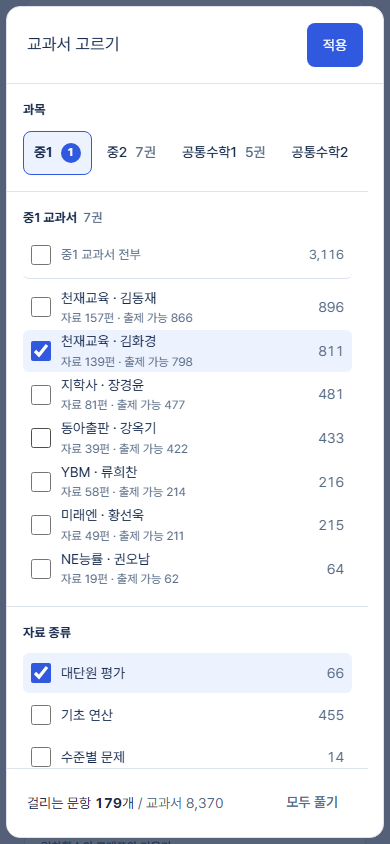 교과서 고르기
적용
과목
중1 1 중2 7권 공통수학1 5권 공통수학2
중1 교과서 7권
중1 교과서 전부 3,116
천재교육 · 김동재
자료 157편 · 출제 가능 866
896
천재교육 · 김화경
자료 139편 · 출제 가능 798
811
지학사 · 장경윤
자료 81편 · 출제 가능 477
481
동아출판 · 강옥기
자료 39편 · 출제 가능 422
433
YBM · 류희찬
자료 58편 · 출제 가능 214
216
미래엔 · 황선욱
자료 49편 · 출제 가능 211
215
NE능률 · 권오남
자료 19편 · 출제 가능 62
64
자료 종류
대단원 평가 66
기초 연산 455
수준별 문제 14
걸리는 문항 179개 / 교과서 8,370 모두 풀기